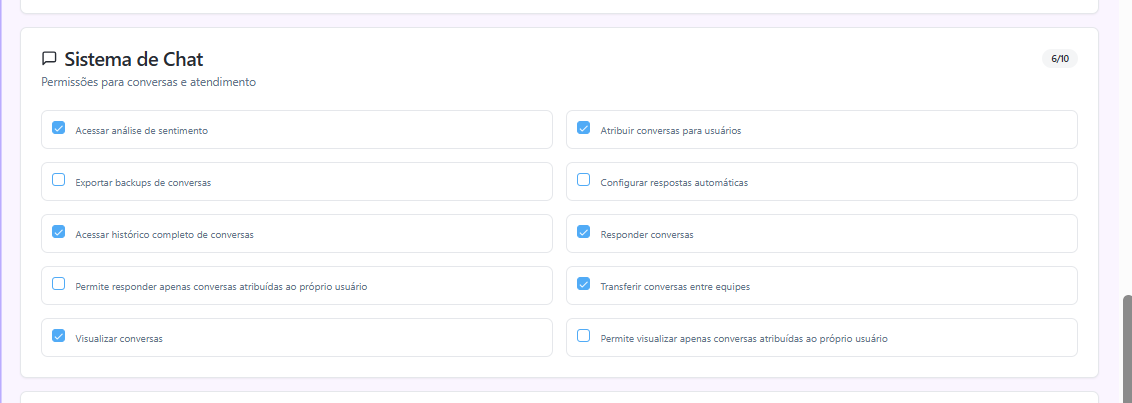 Sistema de Chat
6/10
Permissões para conversas e atendimento
Acessar análise de sentimento
Atribuir conversas para usuários
Exportar backups de conversas
Configurar respostas automáticas
Acessar histórico completo de conversas
Responder conversas
Permite responder apenas conversas atribuídas ao próprio usuário
Transferir conversas entre equipes
Visualizar conversas
Permite visualizar apenas conversas atribuídas ao próprio usuário